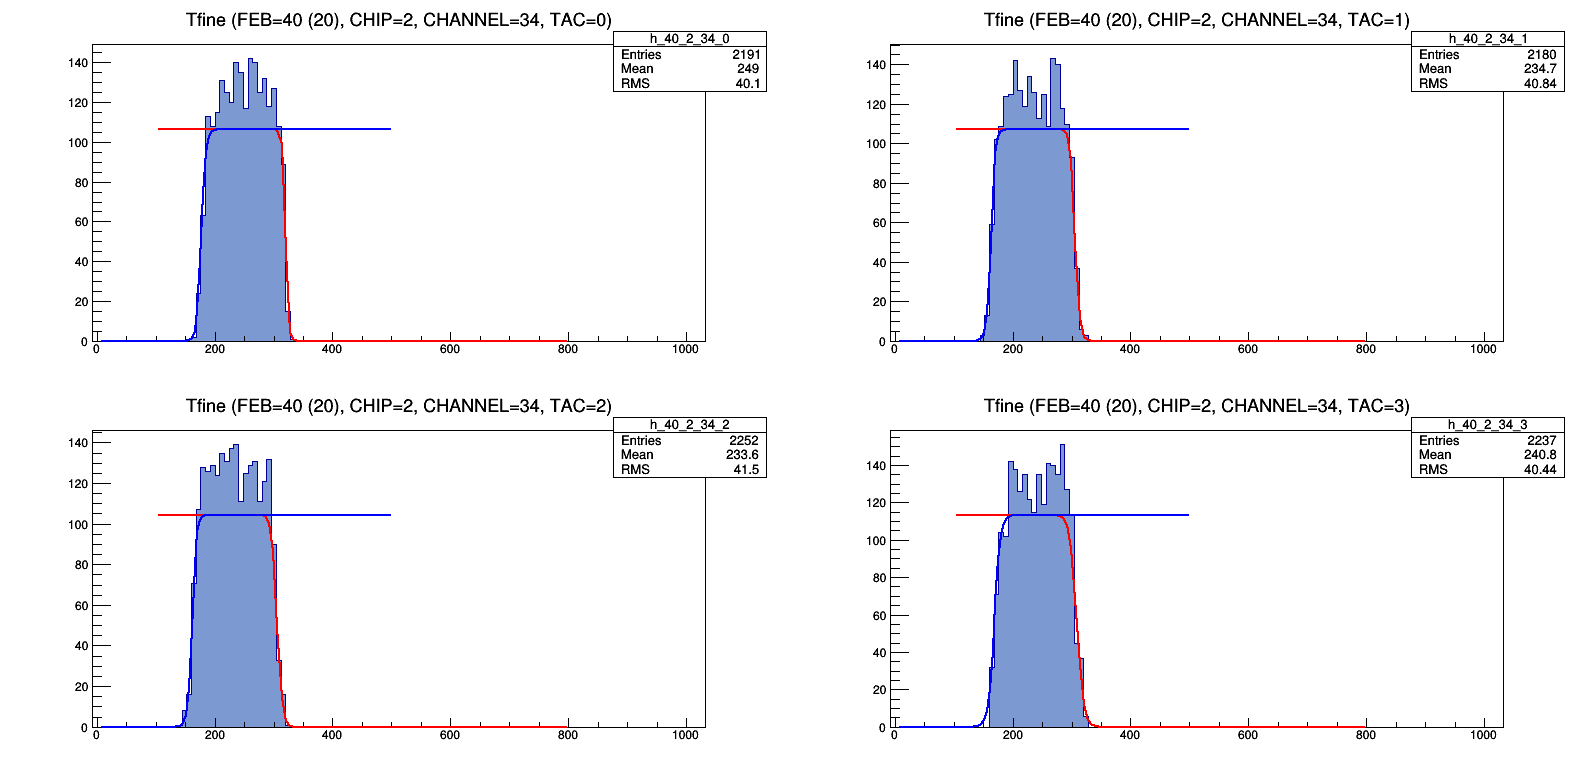 Tfine (FEB=40 (20), CHIP=2, CHANNEL=34, TAC=0)
h_40_2_34_0
Entries 2191
Mean 249
RMS 40.1
140
120
100
80
60
40
20
0
0 200 400 600 800 1000
Tfine (FEB=40 (20), CHIP=2, CHANNEL=34, TAC=1)
h_40_2_34_1
Entries 2180
Mean 234.7
RMS 40.84
140
120
100
80
60
40
20
0
0 200 400 600 800 1000
Tfine (FEB=40 (20), CHIP=2, CHANNEL=34, TAC=2)
h_40_2_34_2
Entries 2252
Mean 233.6
RMS 41.5
140
120
100
80
60
40
20
0
0 200 400 600 800 1000
Tfine (FEB=40 (20), CHIP=2, CHANNEL=34, TAC=3)
h_40_2_34_3
Entries 2237
Mean 240.8
RMS 40.44
140
120
100
80
60
40
20
0
0 200 400 600 800 1000